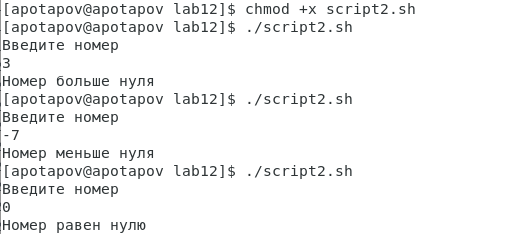 [apotapov@apotapov lab12]$ chmod +x script2.sh
[apotapov@apotapov lab12]$ ./script2.sh
Введите номер
3
Номер больше нуля
[apotapov@apotapov lab12]$ ./script2.sh
Введите номер
-7
Номер меньше нуля
[apotapov@apotapov lab12]$ ./script2.sh
Введите номер
0
Номер равен нулю